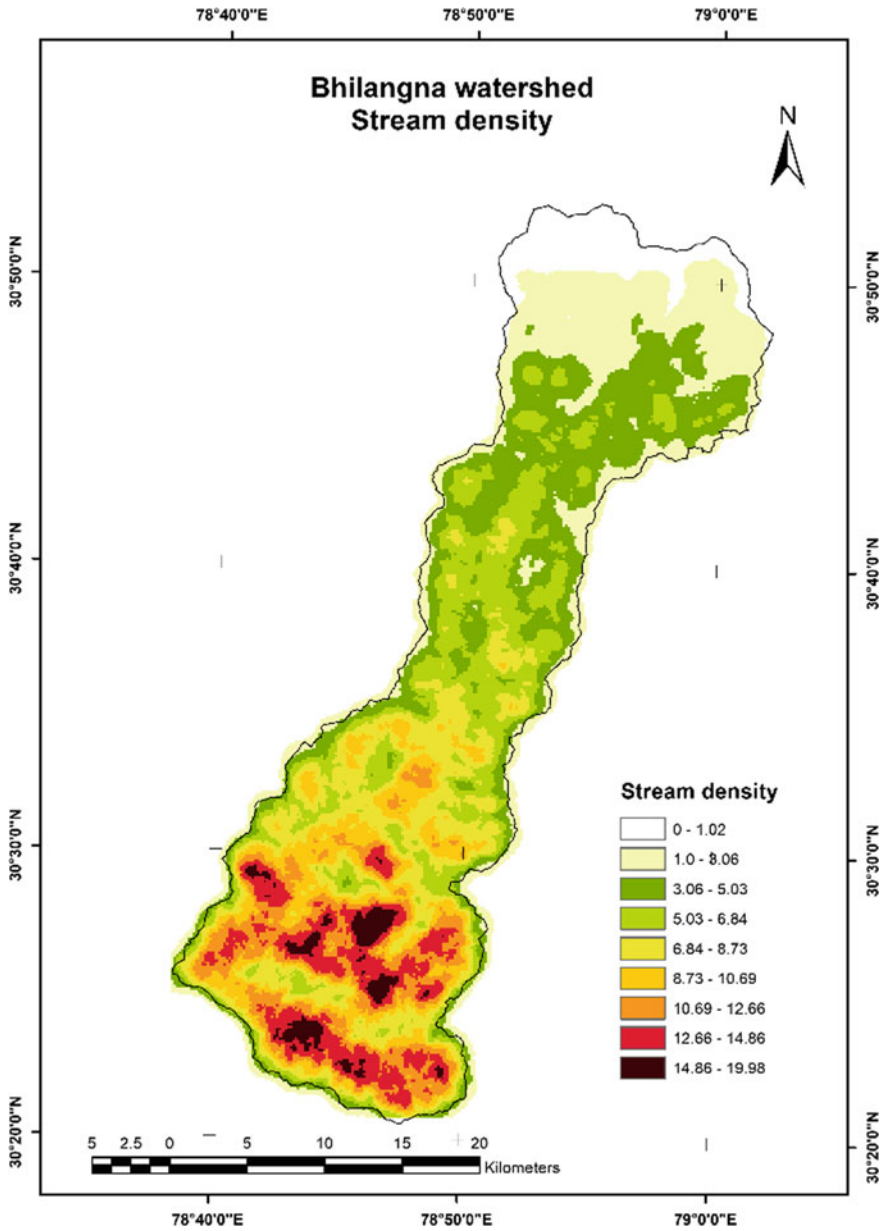 78°40'0"E 78°50'0"E 79°0'0"E
Bhilangna watershed
Stream density
N
30°50'0"N 30°50'0"N
30°40'0"N 30°40'0"N
30°30'0"N 30°30'0"N
30°20'0"N 30°20'0"N
Stream density
0 - 1.02
1.0 - 3.06
3.06 - 5.03
5.03 - 6.84
6.84 - 8.73
8.73 - 10.69
10.69 - 12.66
12.66 - 14.86
14.86 - 19.98
5 2.5 0 5 10 15 20
Kilometers
78°40'0"E 78°50'0"E 79°0'0"E